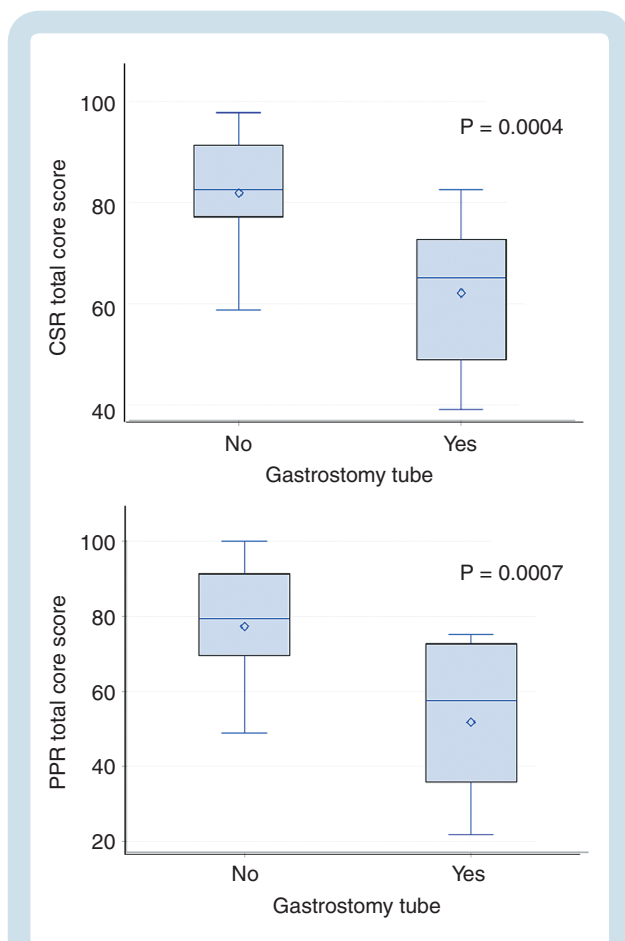 100
80
60
40
CSR total core score
P = 0.0004
No
Yes
Gastrostomy tube
100
80
60
40
20
PPR total core score
P = 0.0007
No
Yes
Gastrostomy tube